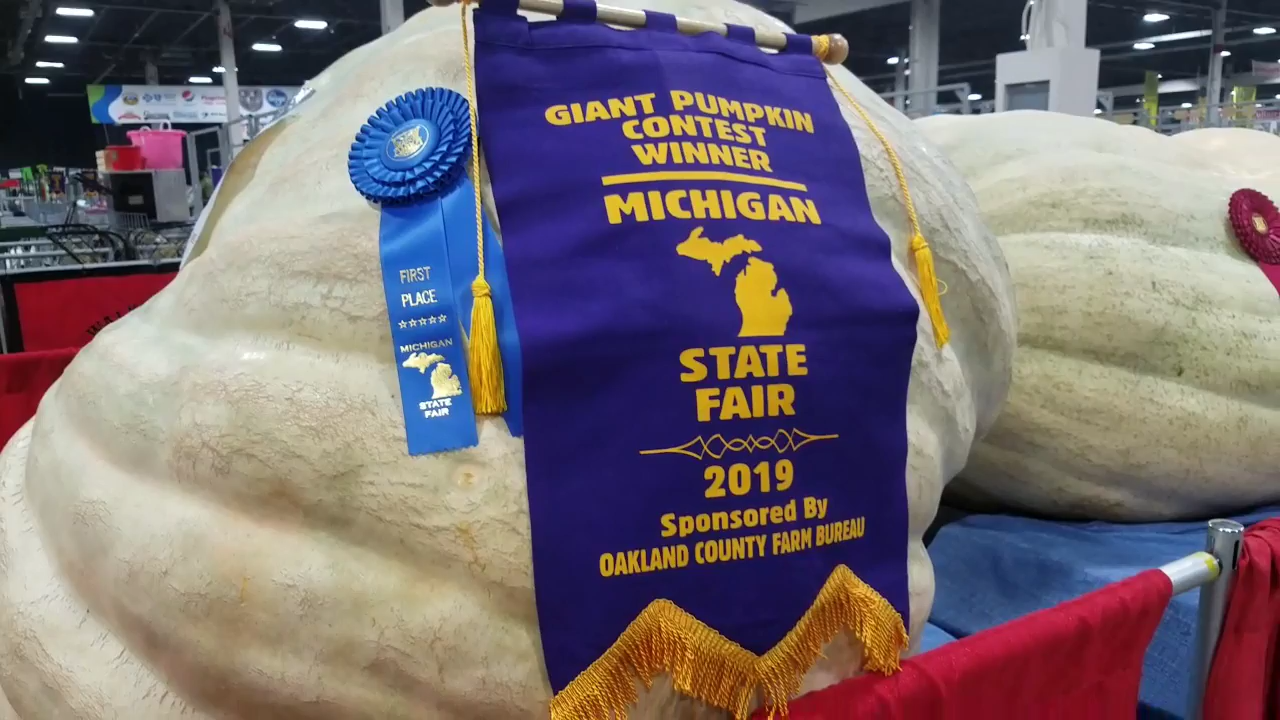 GIANT PUMPKIN
CONTEST
WINNER
MICHIGAN
STATE
FAIR
2019
Sponsored By
OAKLAND COUNTY FARM BUREAU
FIRST
PLACE
MICHIGAN
STATE
FAIR
pepsi